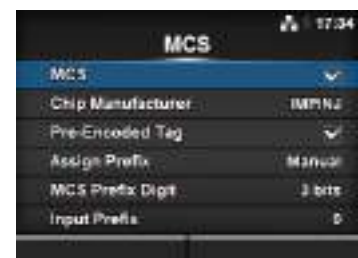 17:34
MCS
MCS
Chip Manufacturer IMPINJ
Pre-Encoded Tag
Assign Prefix Manual
MCS Prefix Digit 3 bits
Input Prefix 0